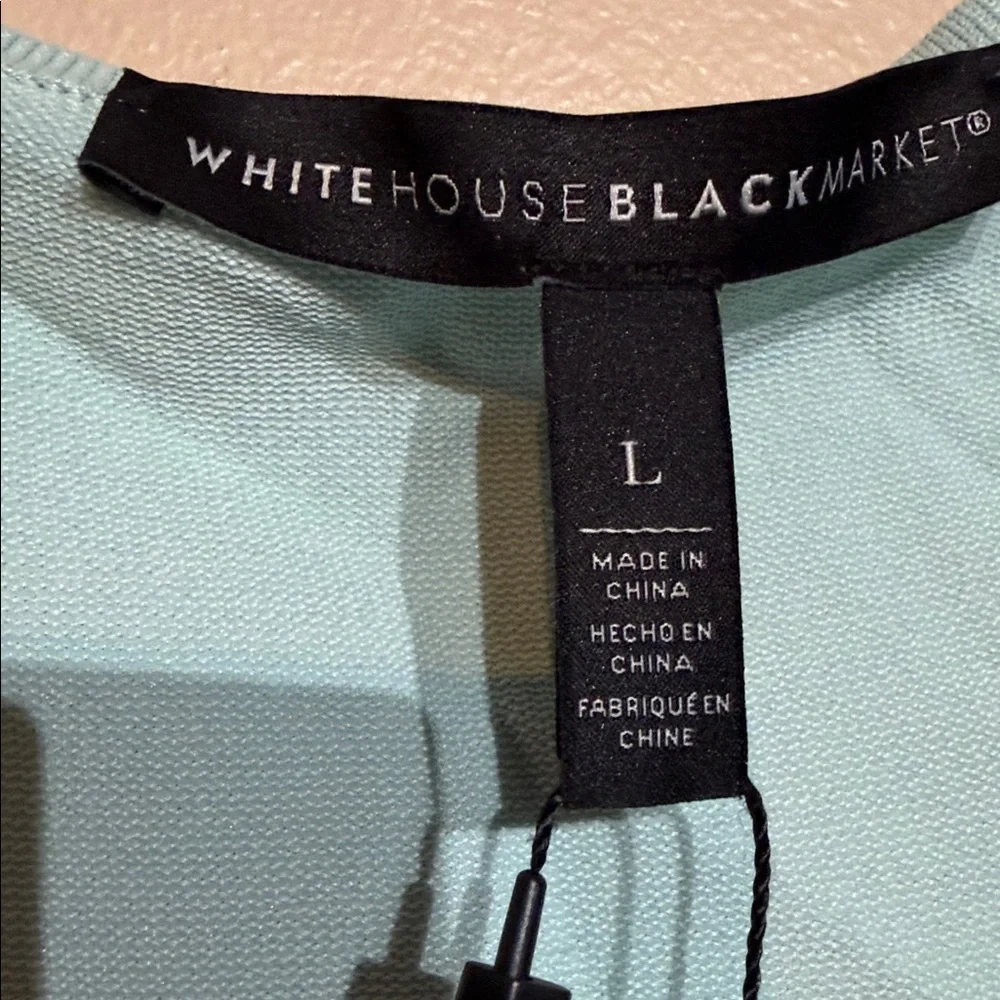 WHITEHOUSEBLACKMARKET®
L
MADE IN
CHINA
HECHO EN
CHINA
FABRIQUÉ EN
CHINE